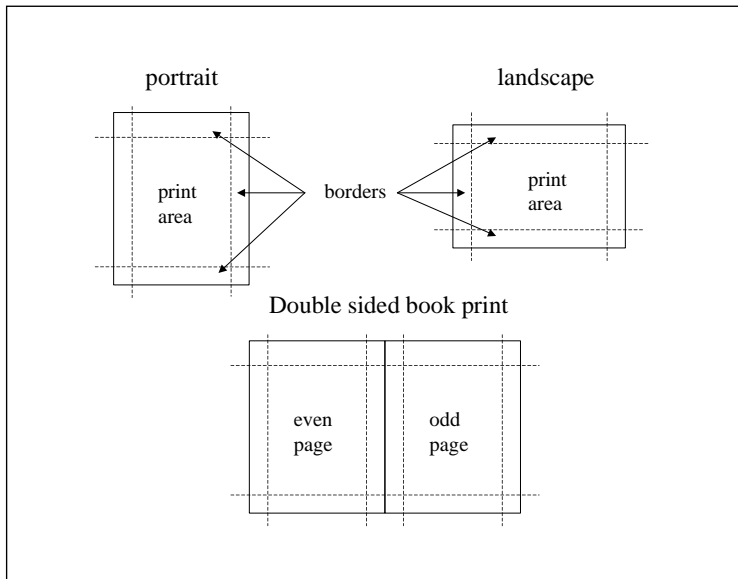 portrait
landscape
print
area
borders
print
area
Double sided book print
even
page
odd
page